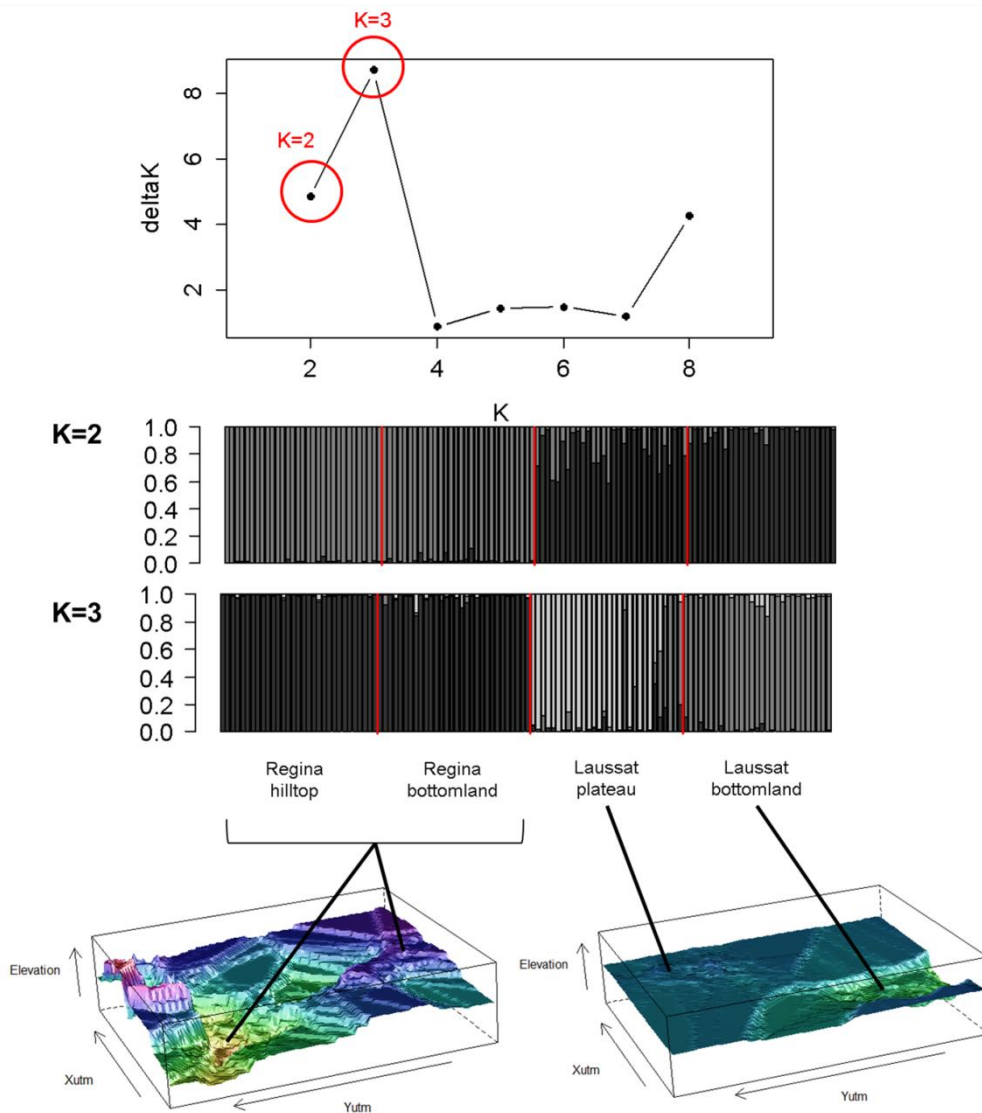 K=3
K=2
deltaK
8
6
4
2
2
4
6
8
K
K=2
1.0
0.8
0.6
0.4
0.2
0.0
K=3
1.0
0.8
0.6
0.4
0.2
0.0
Regina
hilltop
Regina
bottomland
Laussat
plateau
Laussat
bottomland
Elevation
Xutm
Yutm
Elevation
Xutm
Yutm